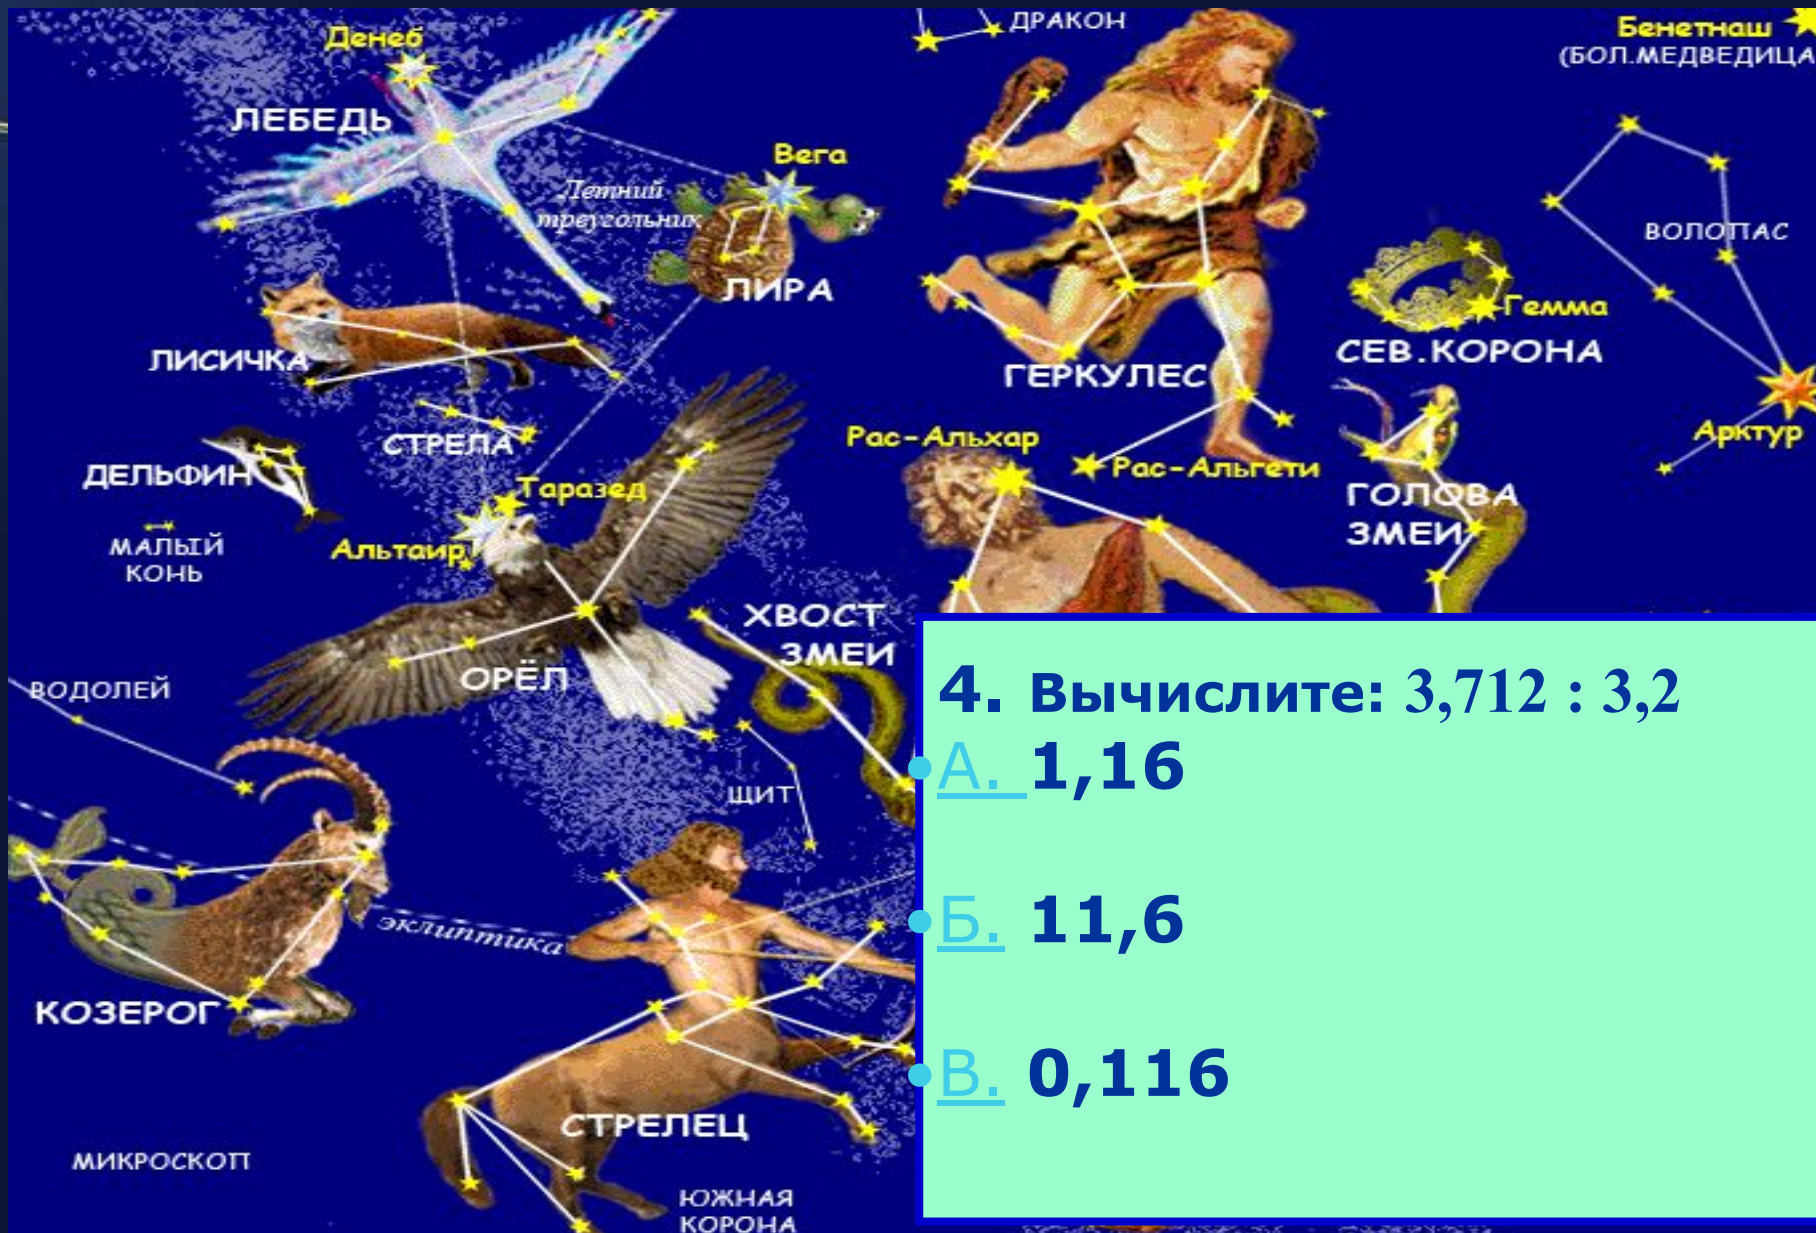 Денеб
ДРАКОН
Бенетнаш
(БОЛ.МЕДВЕДИЦА
ЛЕБЕДЬ
Вега
Летний
треугольник
ВОЛОПАС
ЛИРА
Гемма
ЛИСИЧКА
ГЕРКУЛЕС
СЕВ.КОРОНА
СТРЕЛА
Рас-Альхар
Рас-Альгети
Арктур
ДЕЛЬФИН
Таразед
ГОЛОВА
ЗМЕИ
МАЛЫЙ
КОНЬ
Альтаир
ХВОСТ
ЗМЕИ
ОРЁЛ
ВОДОЛЕЙ
ЩИТ
эклиптика
КОЗЕРОГ
СТРЕЛЕЦ
МИКРОСКОП
ЮЖНАЯ
КОРОНА
4. Вычислите: 3,712 : 3,2
А. 1,16
Б. 11,6
В. 0,116